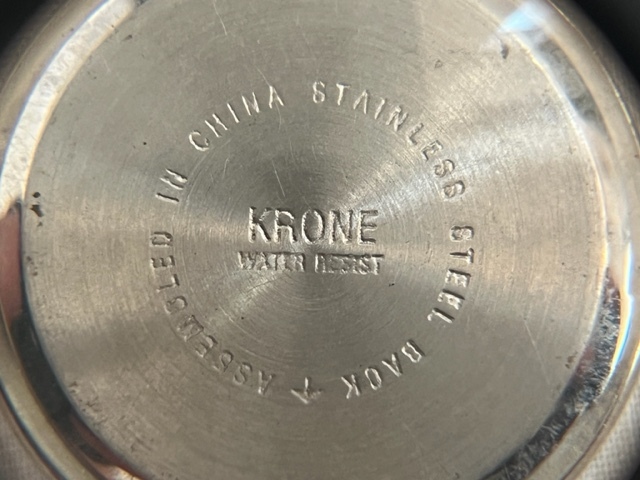 KRONE
WATER RESIST
ASSEMBLED IN CHINA STAINLESS STEEL BACK